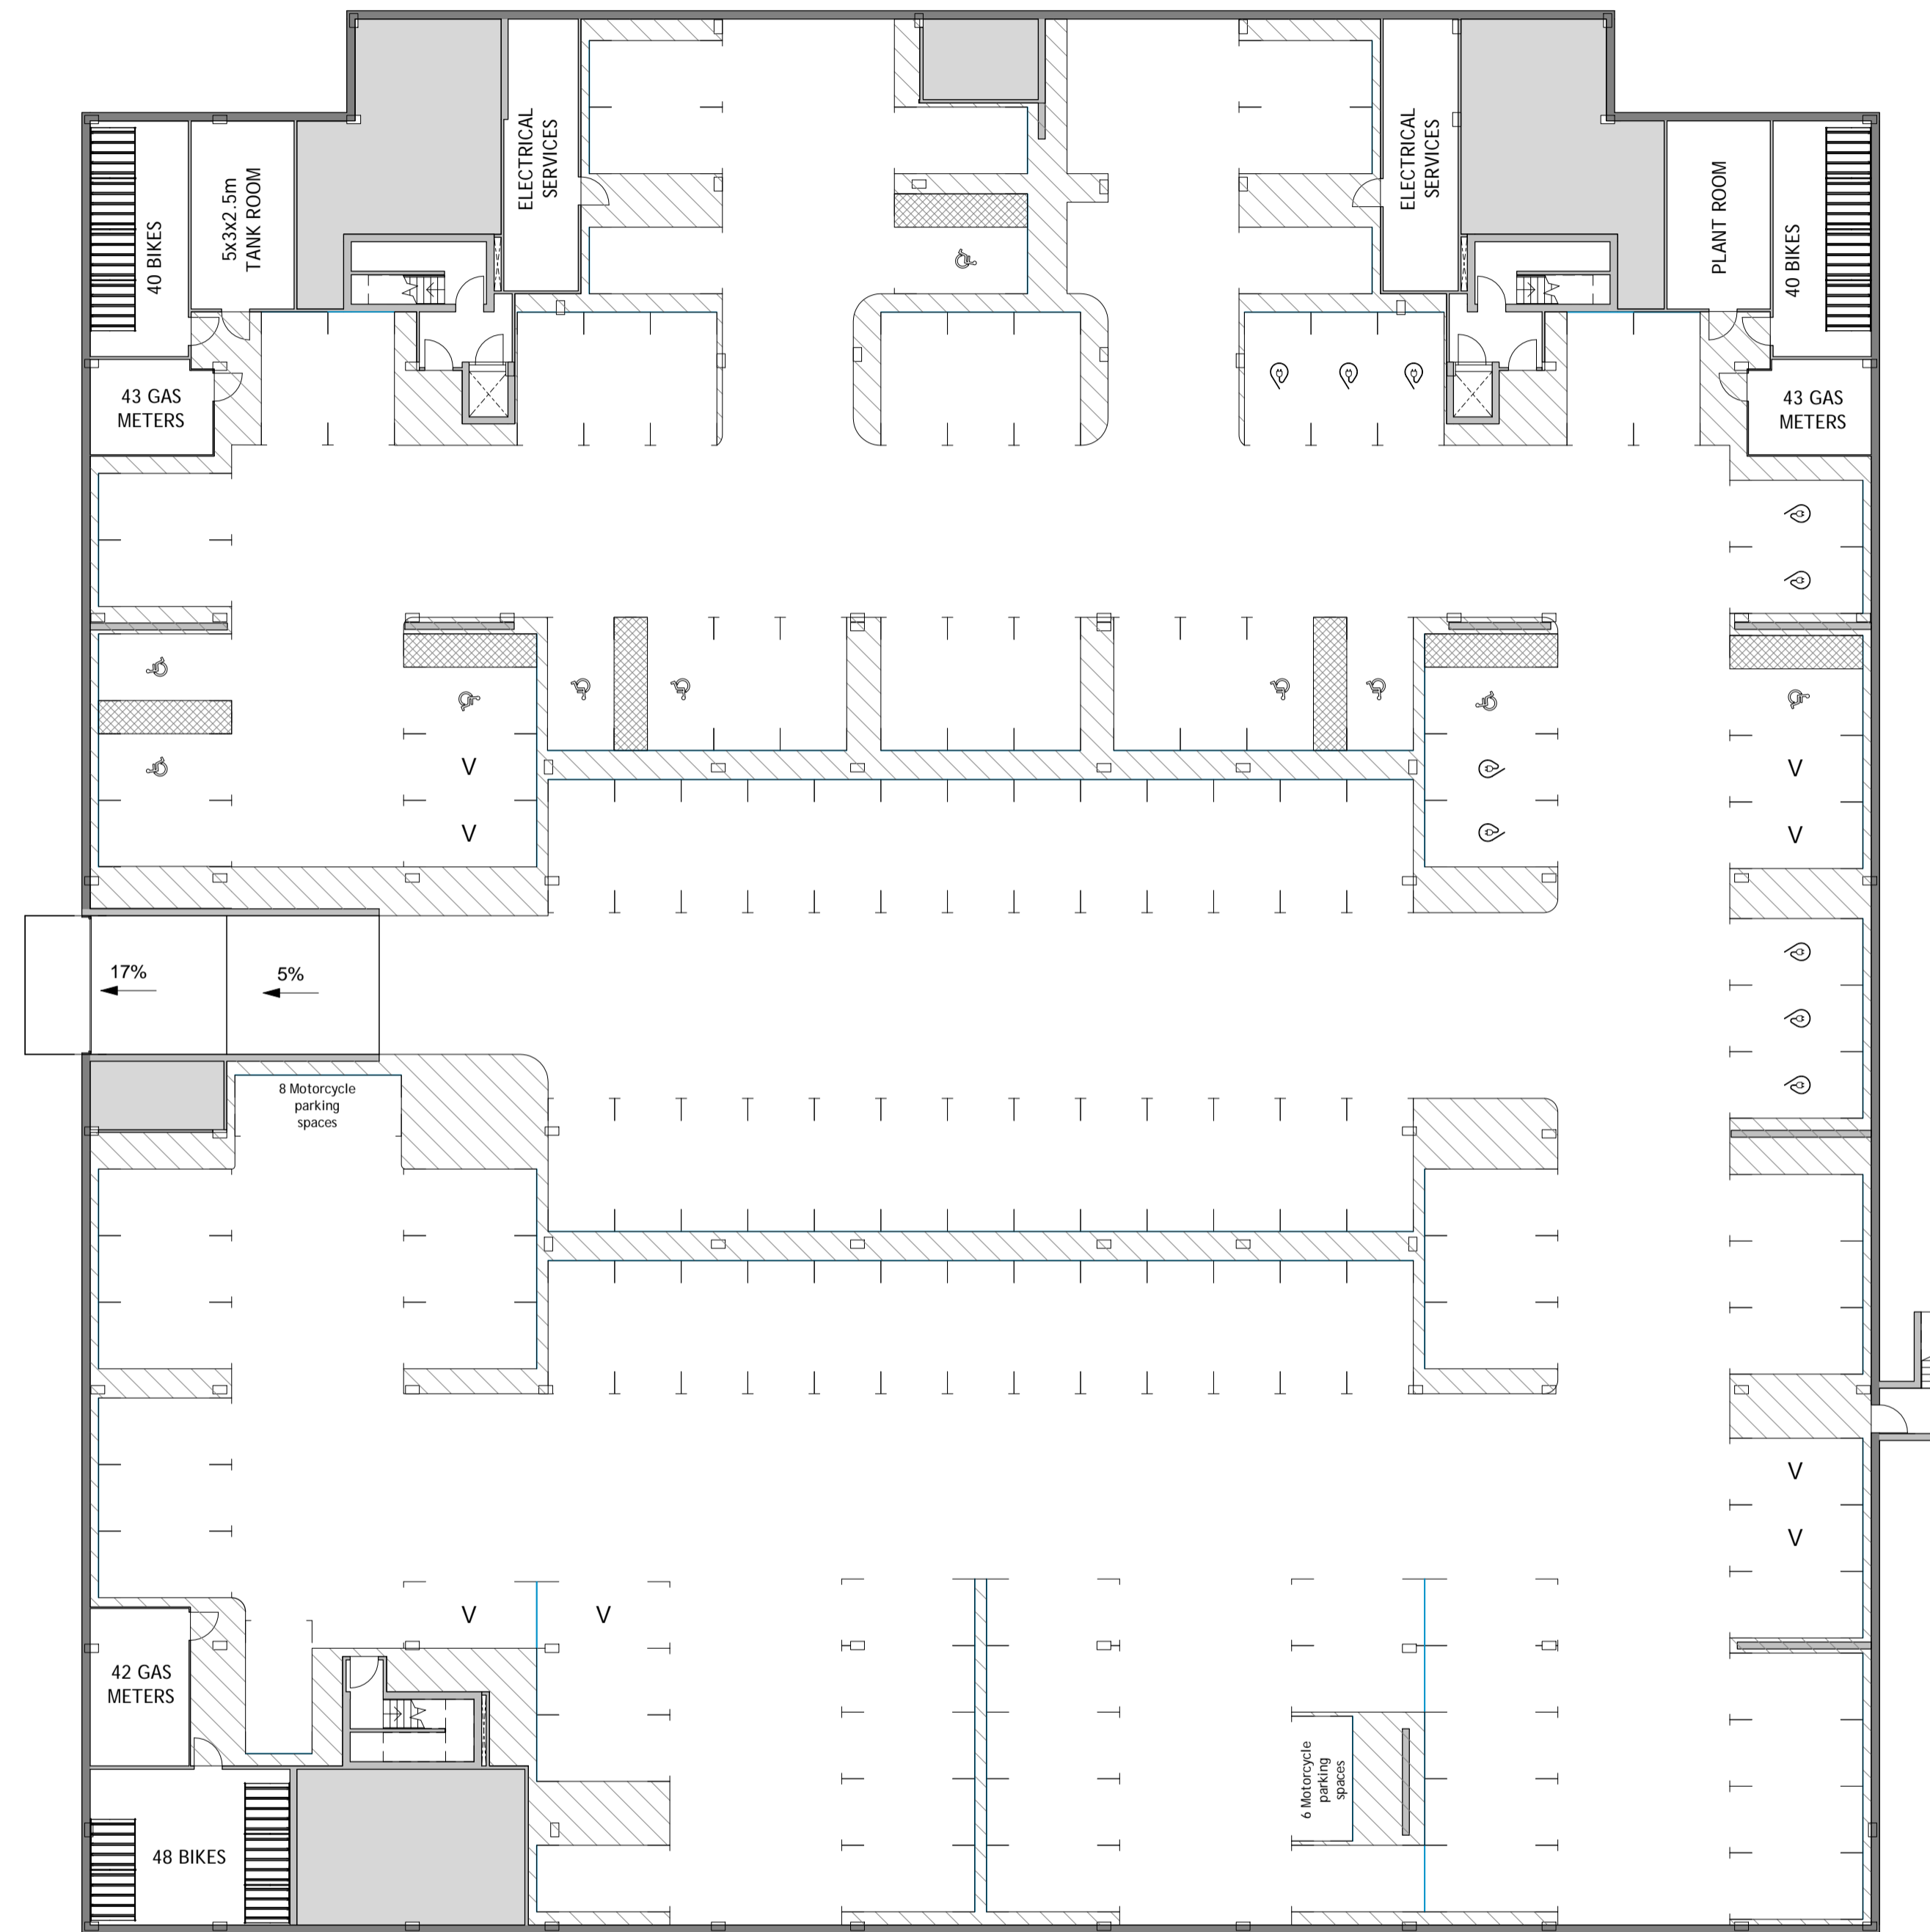 ELECTRICAL
SERVICES
ELECTRICAL
SERVICES
40 BIKES
5x3x2.5m
TANK ROOM
PLANT ROOM
40 BIKES
43 GAS
METERS
43 GAS
METERS
V
V
V
V
17%
5%
8 Motorcycle
parking
spaces
V
V
V
V
42 GAS
METERS
6 Motorcycle
parking
spaces
48 BIKES